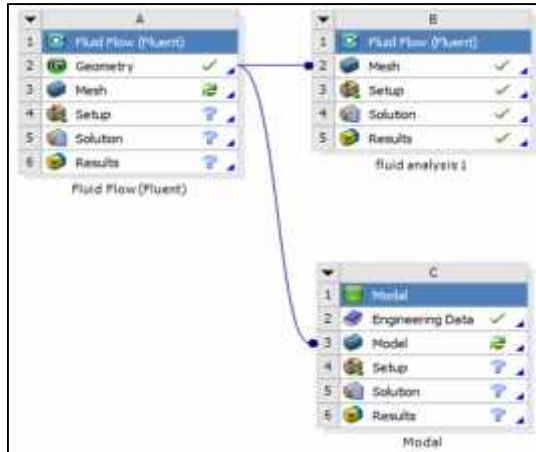 A
1 Fluid Flow (Fluent)
2 Geometry
3 Mesh
4 Setup
5 Solution
6 Results
Fluid Flow (Fluent)
B
1 Fluid Flow (Fluent)
2 Mesh
3 Setup
4 Solution
5 Results
fluid analysis 1
C
1 Modal
2 Engineering Data
3 Model
4 Setup
5 Solution
6 Results
Modal